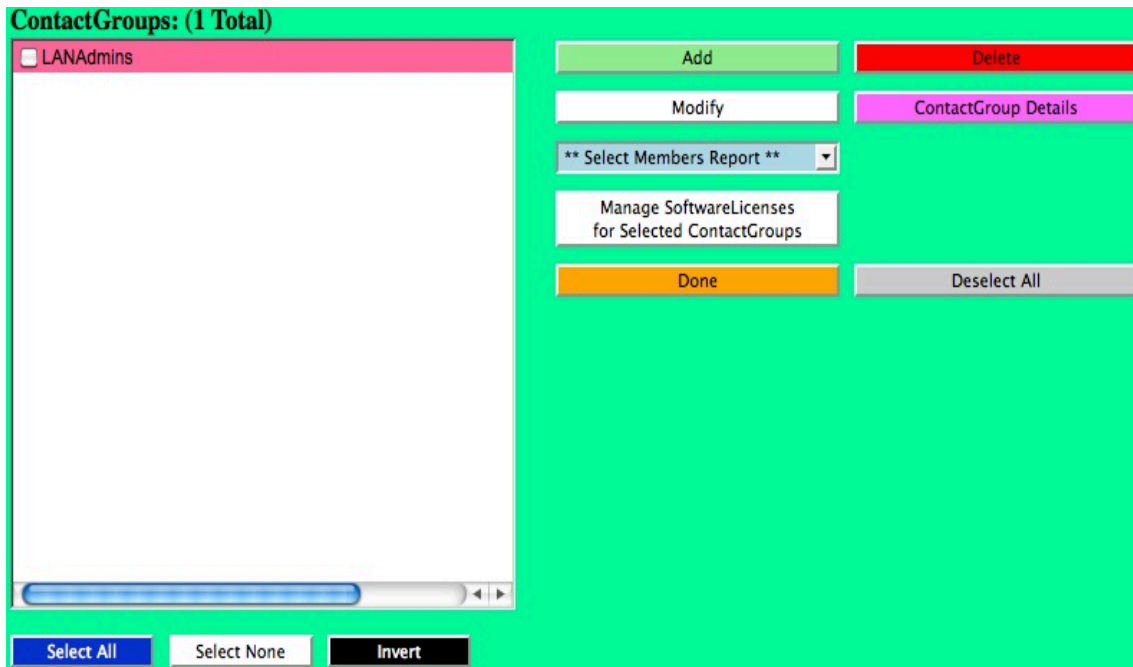 ContactGroups: (1 Total)
LANAdmins
Add
Delete
Modify
ContactGroup Details
** Select Members Report **
Manage SoftwareLicenses
for Selected ContactGroups
Done
Deselect All
Select All
Select None
Invert